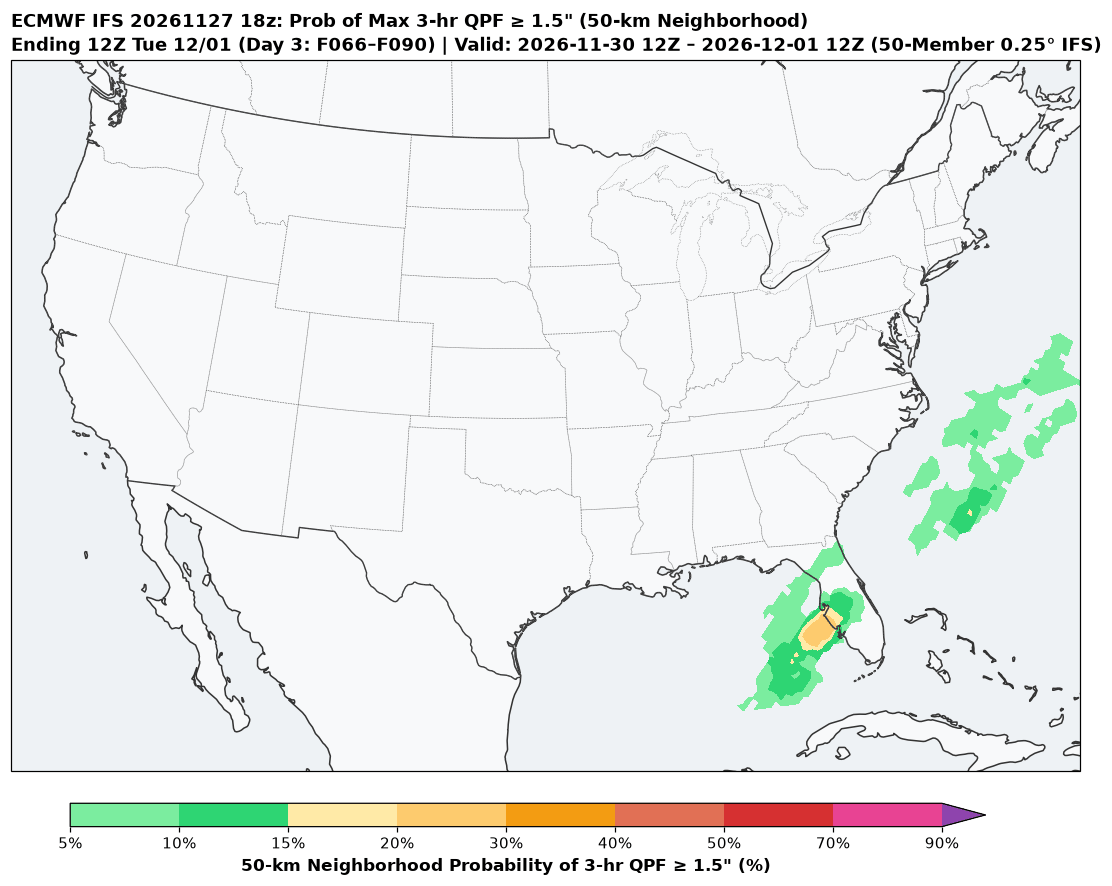 ECMWF IFS 20261127 18z: Prob of Max 3-hr QPF ≥ 1.5" (50-km Neighborhood)
Ending 12Z Tue 12/01 (Day 3: F066–F090) | Valid: 2026-11-30 12Z – 2026-12-01 12Z (50-Member 0.25° IFS)
5% 10% 15% 20% 30% 40% 50% 70% 90%
50-km Neighborhood Probability of 3-hr QPF ≥ 1.5" (%)